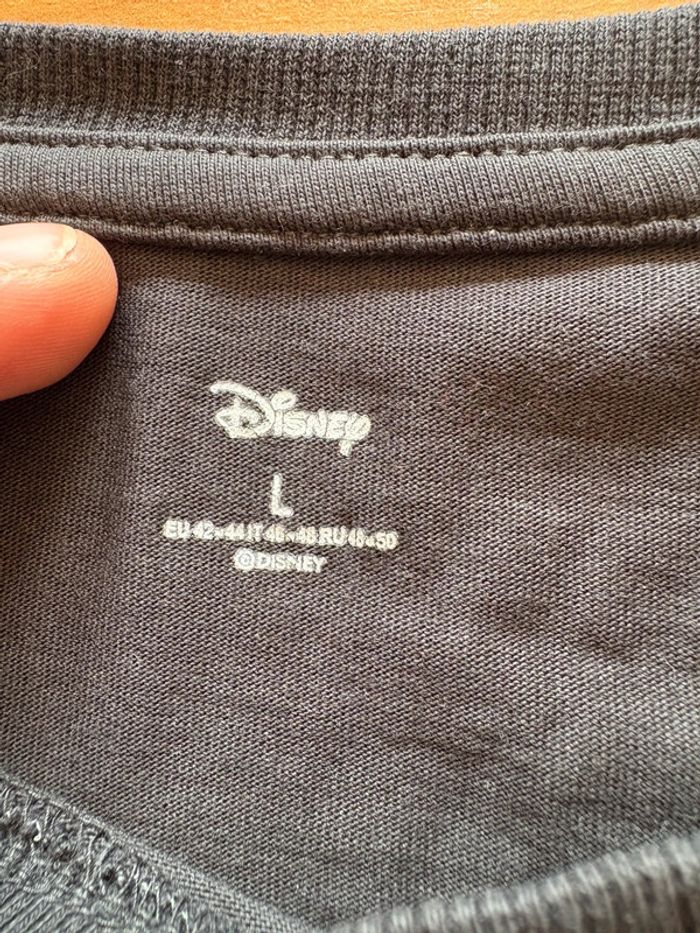 Disney
L
EU 42-44 IT 46-48 RU 48-50
©DISNEY